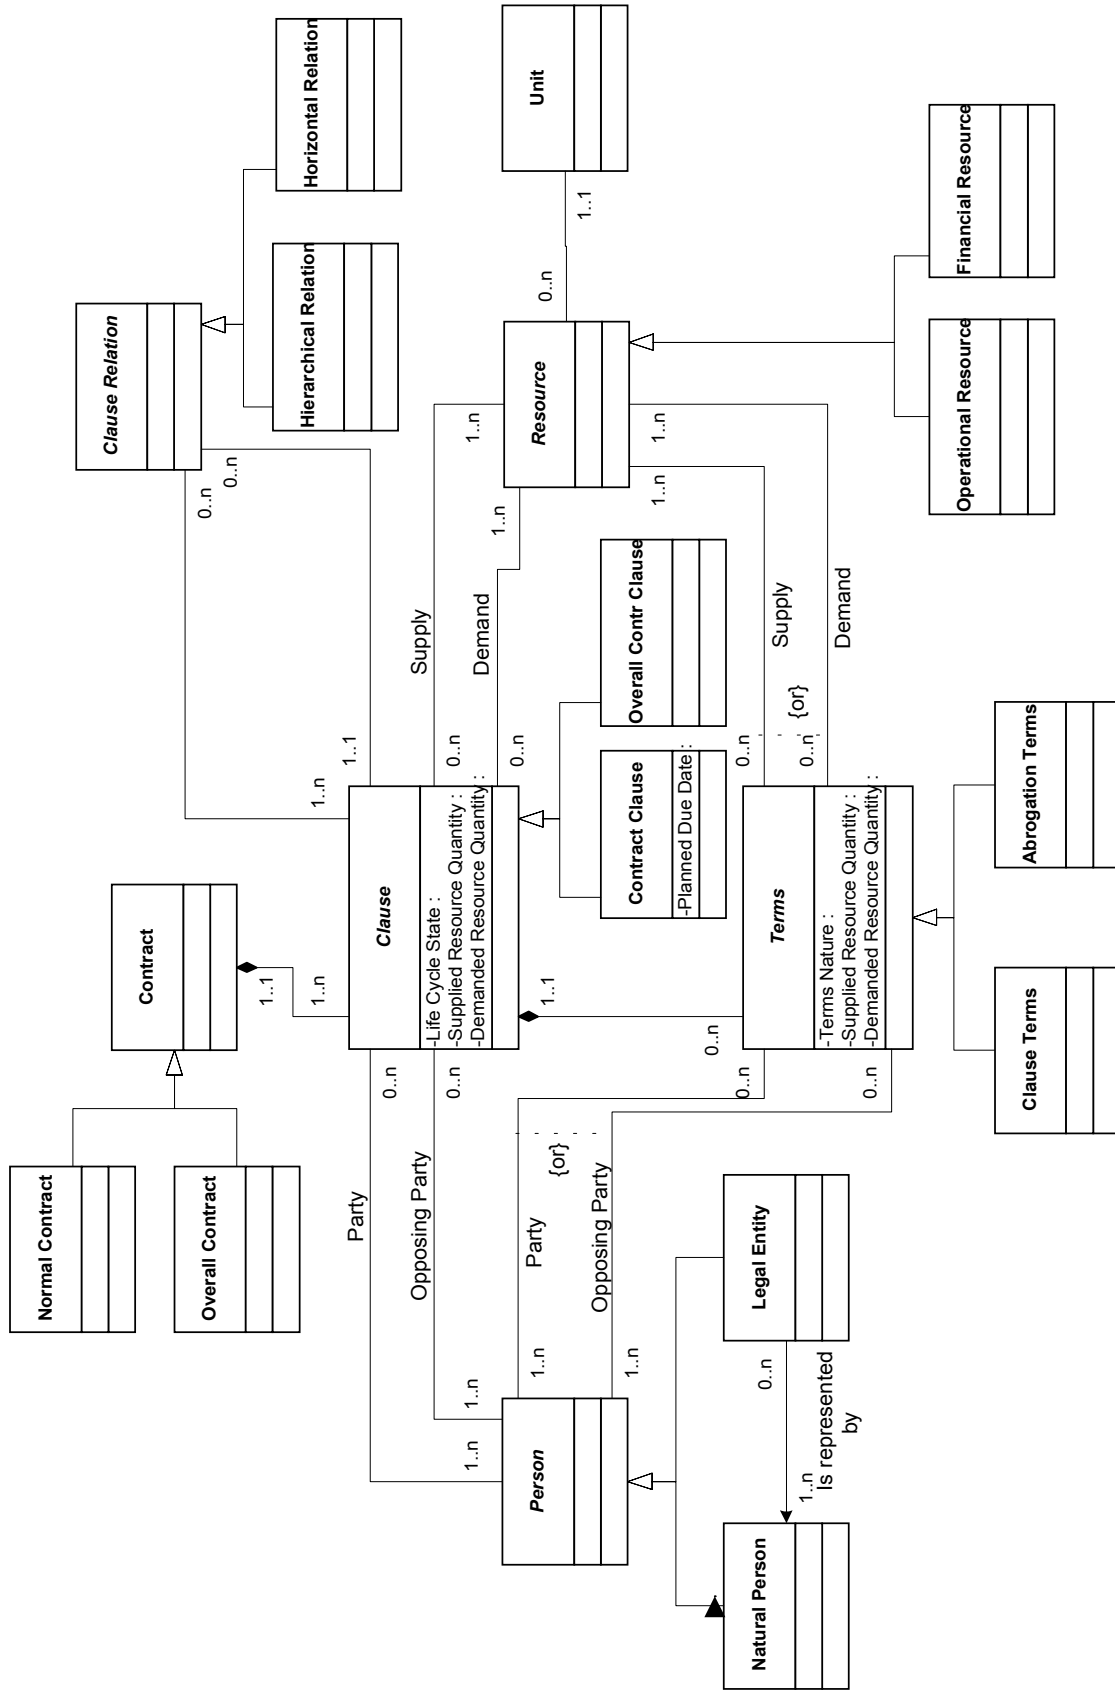 Normal Contract
Overall Contract
Contract
1..1
1..n
Clause Relation
0..n
0..n
Hierarchical Relation
Horizontal Relation
1..n
1..1
Party
Opposing Party
1..n
1..n
0..n
0..n
Clause
-Life Cycle State :
-Supplied Resource Quantity :
-Demanded Resource Quantity :
0..n
0..n
Supply
Demand
1..n
1..n
Person
Resource
0..n
1..1
Unit
1..1
0..n
Contract Clause
-Planned Due Date :
Overall Contr Clause
1..n
1..n
Party
{or}
Opposing Party
0..n
0..n
Terms
-Terms Nature :
-Supplied Resource Quantity :
-Demanded Resource Quantity :
0..n
0..n
{or}
Supply
Demand
1..n
1..n
Natural Person
1..n
Is represented
by
0..n
Legal Entity
Clause Terms
Abrogation Terms
Operational Resource
Financial Resource